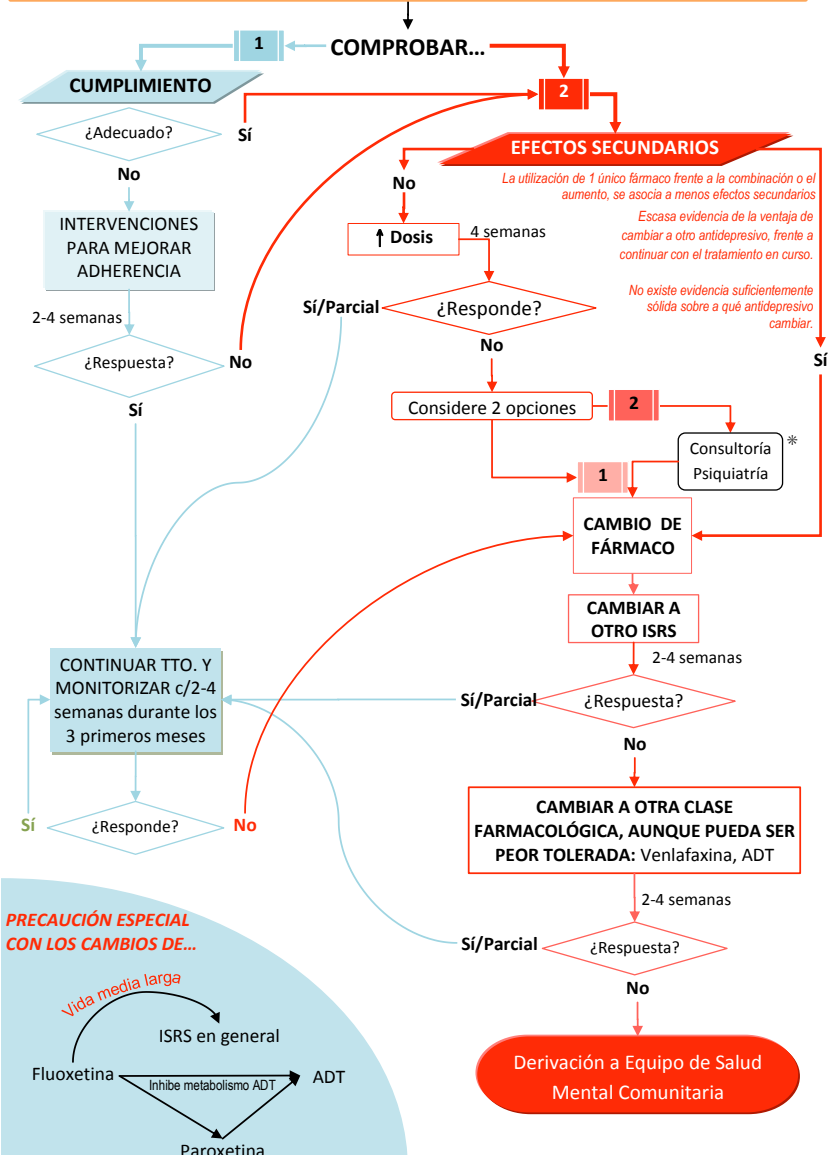 COMPROBAR...
1
CUMPLIMIENTO
¿Adecuado?
Sí
No
INTERVENCIONES
PARA MEJORAR
ADHERENCIA
2-4 semanas
¿Respuesta?
No
Sí
2
EFECTOS SECUNDARIOS
La utilización de 1 único fármaco frente a la combinación o el
aumento, se asocia a menos efectos secundarios
Escasa evidencia de la ventaja de
cambiar a otro antidepresivo, frente a
continuar con el tratamiento en curso.
No existe evidencia suficientemente
sólida sobre a qué antidepresivo
cambiar.
No
Sí
↑ Dosis
4 semanas
Sí/Parcial
¿Responde?
No
Considere 2 opciones
2
Consultoría
Psiquiatría
*
1
CAMBIO DE
FÁRMACO
CAMBIAR A
OTRO ISRS
2-4 semanas
Sí/Parcial
¿Respuesta?
No
CONTINUAR TTO. Y
MONITORIZAR c/2-4
semanas durante los
3 primeros meses
Sí
¿Responde?
No
CAMBIAR A OTRA CLASE
FARMACOLÓGICA, AUNQUE PUEDA SER
PEOR TOLERADA: Venlafaxina, ADT
2-4 semanas
Sí/Parcial
¿Respuesta?
No
Derivación a Equipo de Salud
Mental Comunitaria
PRECAUCIÓN ESPECIAL
CON LOS CAMBIOS DE...
Vida media larga
ISRS en general
Fluoxetina
Inhibe metabolismo ADT
ADT
Paroxetina